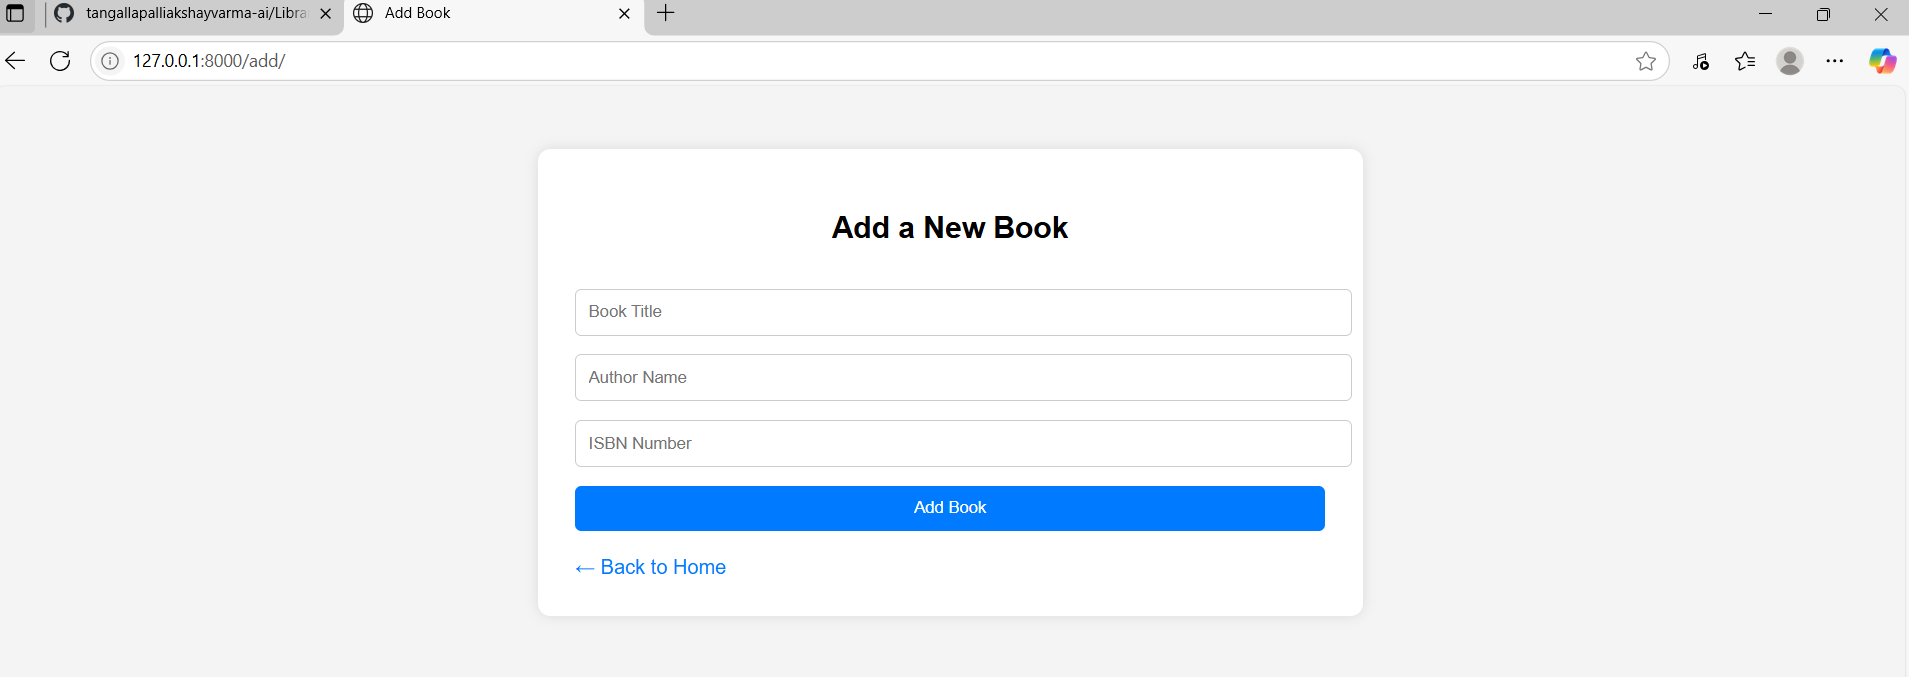 tangallapalliakshayvarma-ai/Libra
Add Book
127.0.0.1:8000/add/
Add a New Book
Book Title
Author Name
ISBN Number
Add Book
← Back to Home